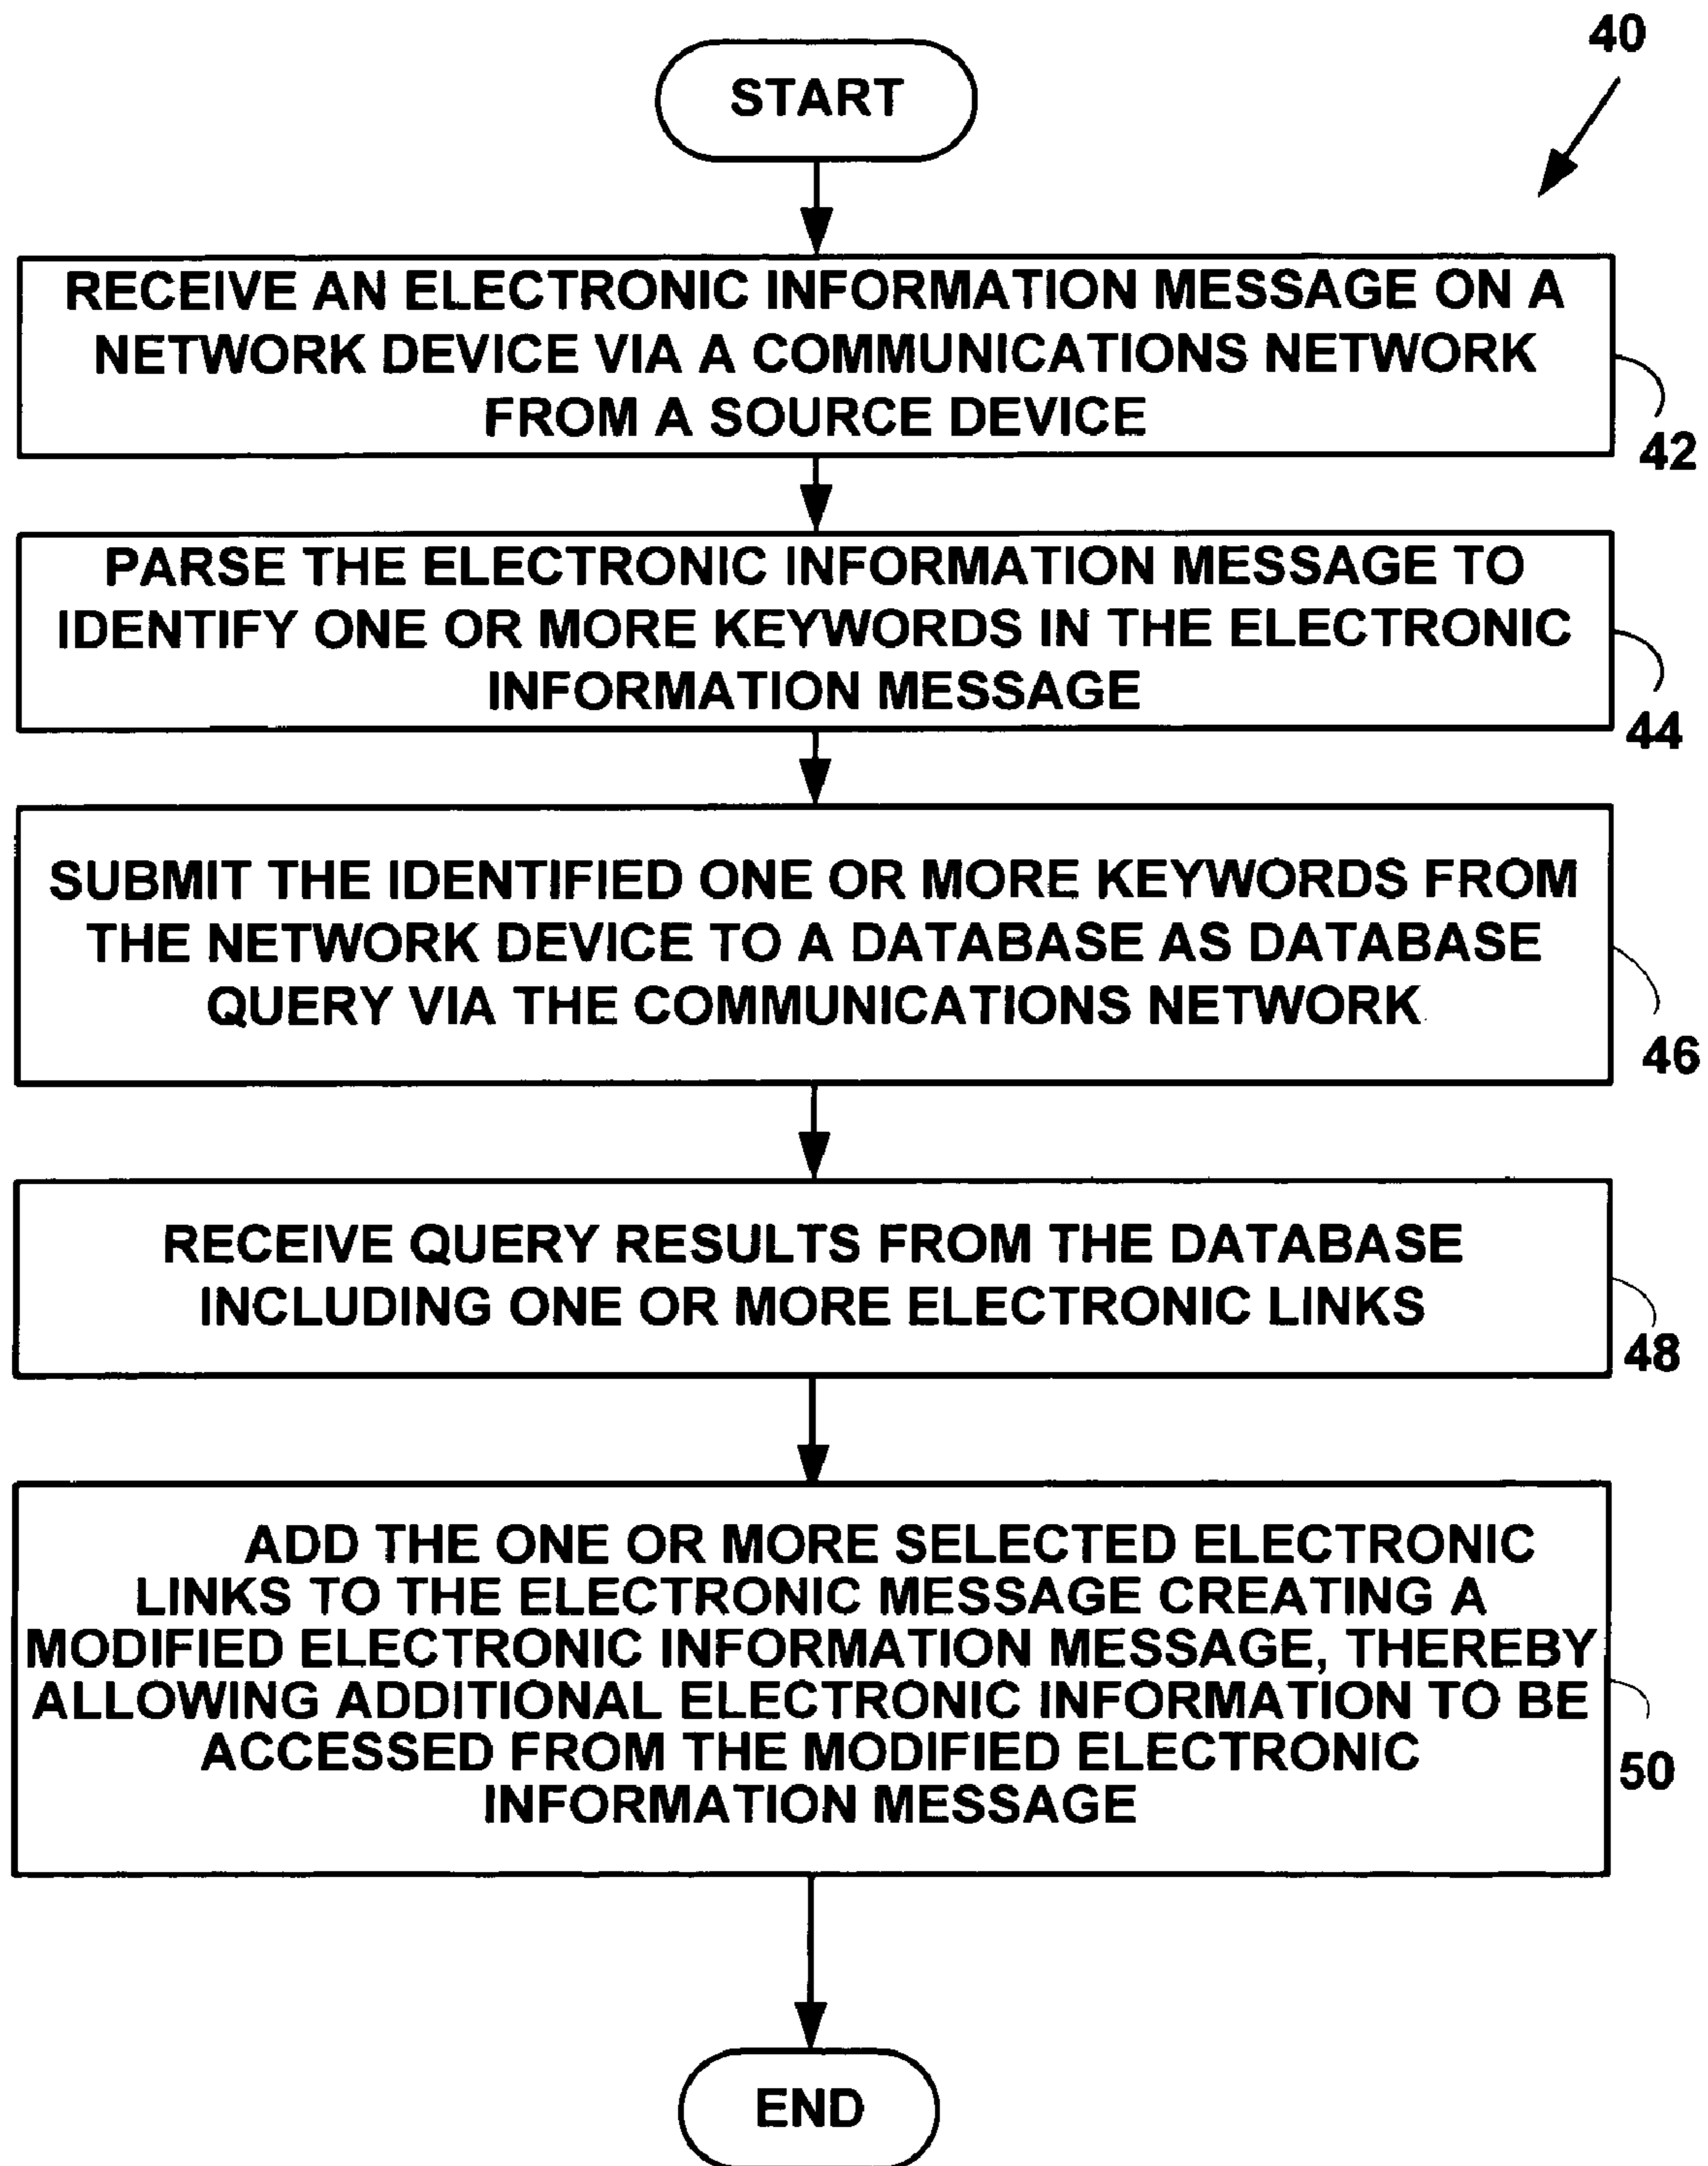 40
START
RECEIVE AN ELECTRONIC INFORMATION MESSAGE ON A
NETWORK DEVICE VIA A COMMUNICATIONS NETWORK
FROM A SOURCE DEVICE
42
PARSE THE ELECTRONIC INFORMATION MESSAGE TO
IDENTIFY ONE OR MORE KEYWORDS IN THE ELECTRONIC
INFORMATION MESSAGE
44
SUBMIT THE IDENTIFIED ONE OR MORE KEYWORDS FROM
THE NETWORK DEVICE TO A DATABASE AS DATABASE
QUERY VIA THE COMMUNICATIONS NETWORK
46
RECEIVE QUERY RESULTS FROM THE DATABASE
INCLUDING ONE OR MORE ELECTRONIC LINKS
48
ADD THE ONE OR MORE SELECTED ELECTRONIC
LINKS TO THE ELECTRONIC MESSAGE CREATING A
MODIFIED ELECTRONIC INFORMATION MESSAGE, THEREBY
ALLOWING ADDITIONAL ELECTRONIC INFORMATION TO BE
ACCESSED FROM THE MODIFIED ELECTRONIC
INFORMATION MESSAGE
50
END